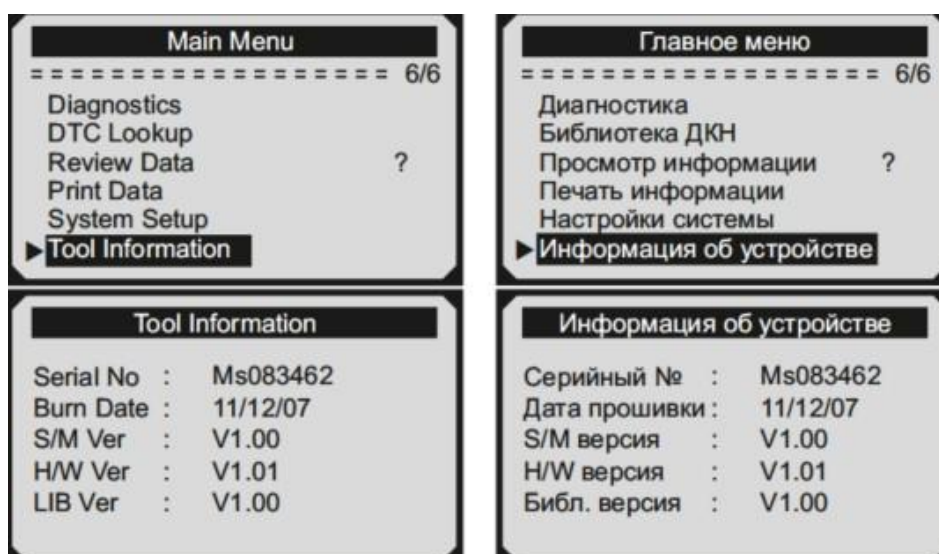 Main Menu
= = = = = = = = = = = = = = = = = = = 6/6
Diagnostics
DTC Lookup
Review Data ?
Print Data
System Setup
▶Tool Information
Главное меню
= = = = = = = = = = = = = = = = = = = 6/6
Диагностика
Библиотека ДКН
Просмотр информации ?
Печать информации
Настройки системы
▶Информация об устройстве
Tool Information
Serial No : Ms083462
Burn Date : 11/12/07
S/M Ver : V1.00
H/W Ver : V1.01
LIB Ver : V1.00
Информация об устройстве
Серийный № : Ms083462
Дата прошивки : 11/12/07
S/M версия : V1.00
H/W версия : V1.01
Библ. версия : V1.00